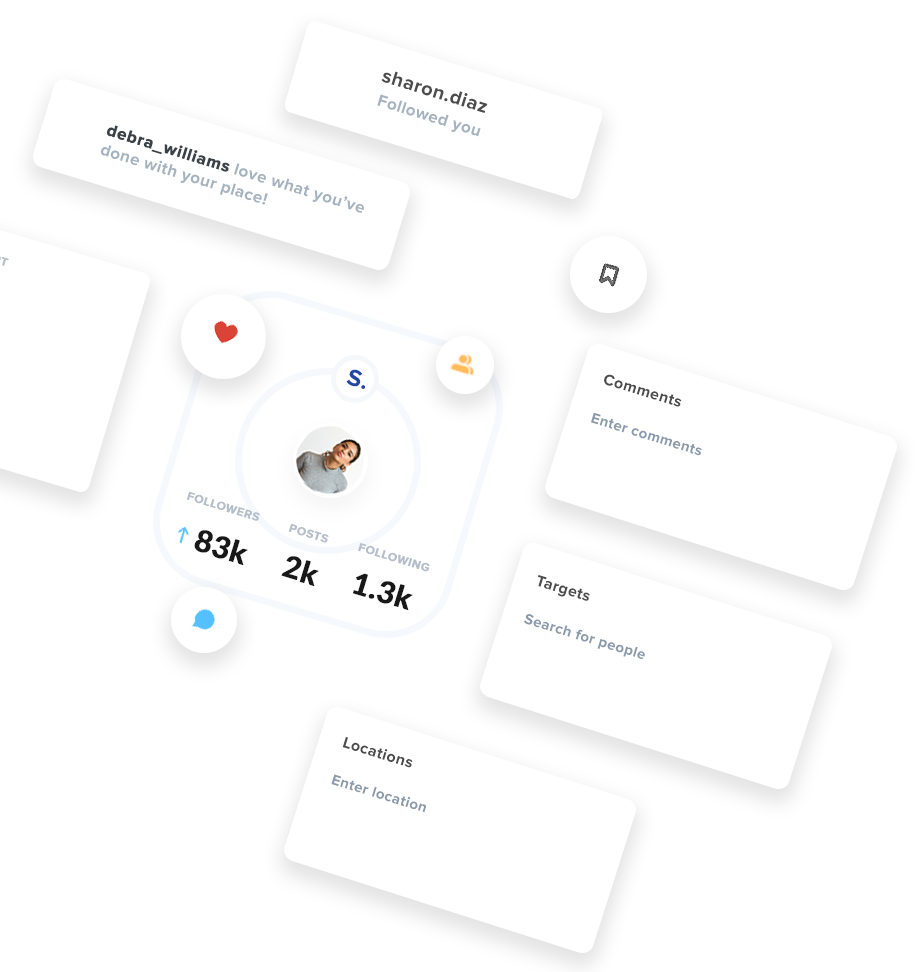 sharon.diaz
Followed you
debra_williams love what you've
done with your place!
S.
FOLLOWERS
83k
POSTS
2k
FOLLOWING
1.3k
Comments
Enter comments
Targets
Search for people
Locations
Enter location